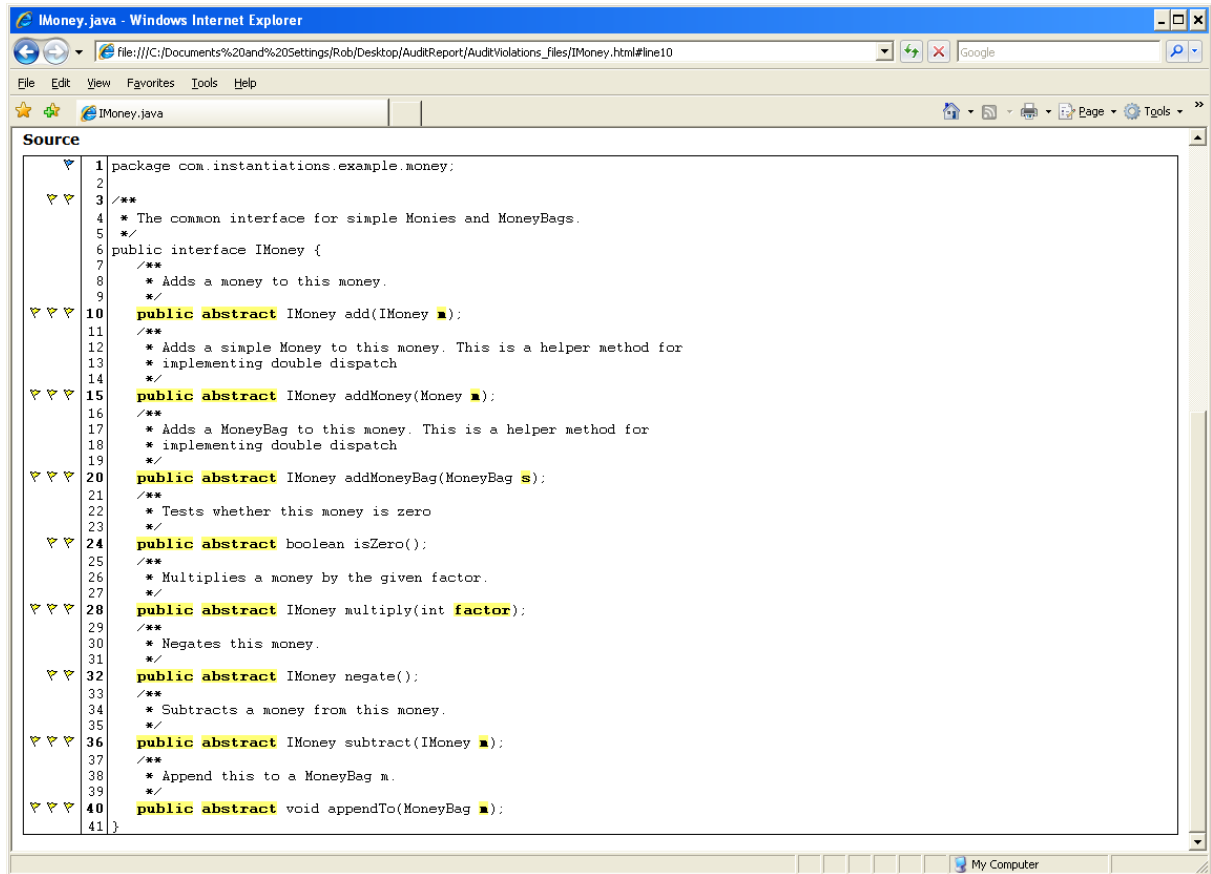 IMoney.java - Windows Internet Explorer
file:///C:/Documents%20and%20Settings/Rob/Desktop/AuditReport/AuditViolations_files/IMoney.html#line10
Google
File Edit View Favorites Tools Help
IMoney.java
Page Tools »
Source
1 package com.instantiations.example.money;
2
3 /**
4 * The common interface for simple Monies and MoneyBags.
5 */
6 public interface IMoney {
7 /**
8 * Adds a money to this money.
9 */
10 public abstract IMoney add(IMoney m);
11 /**
12 * Adds a simple Money to this money. This is a helper method for
13 * implementing double dispatch
14 */
15 public abstract IMoney addMoney(Money m);
16 /**
17 * Adds a MoneyBag to this money. This is a helper method for
18 * implementing double dispatch
19 */
20 public abstract IMoney addMoneyBag(MoneyBag s);
21 /**
22 * Tests whether this money is zero
23 */
24 public abstract boolean isZero();
25 /**
26 * Multiplies a money by the given factor.
27 */
28 public abstract IMoney multiply(int factor);
29 /**
30 * Negates this money.
31 */
32 public abstract IMoney negate();
33 /**
34 * Subtracts a money from this money.
35 */
36 public abstract IMoney subtract(IMoney m);
37 /**
38 * Append this to a MoneyBag m.
39 */
40 public abstract void appendTo(MoneyBag m);
41 }
My Computer